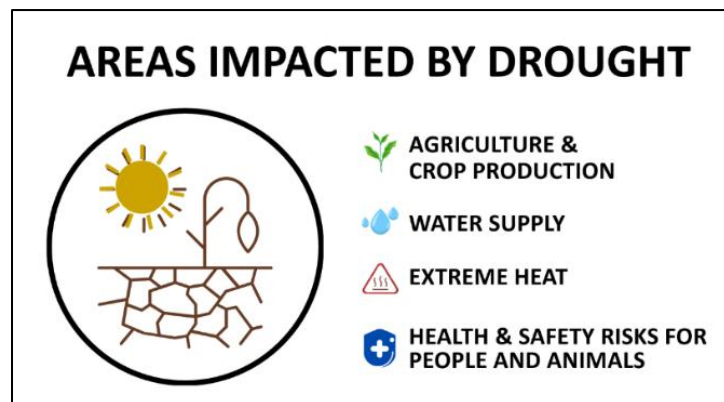 AREAS IMPACTED BY DROUGHT
AGRICULTURE &
CROP PRODUCTION
WATER SUPPLY
EXTREME HEAT
HEALTH & SAFETY RISKS FOR
PEOPLE AND ANIMALS